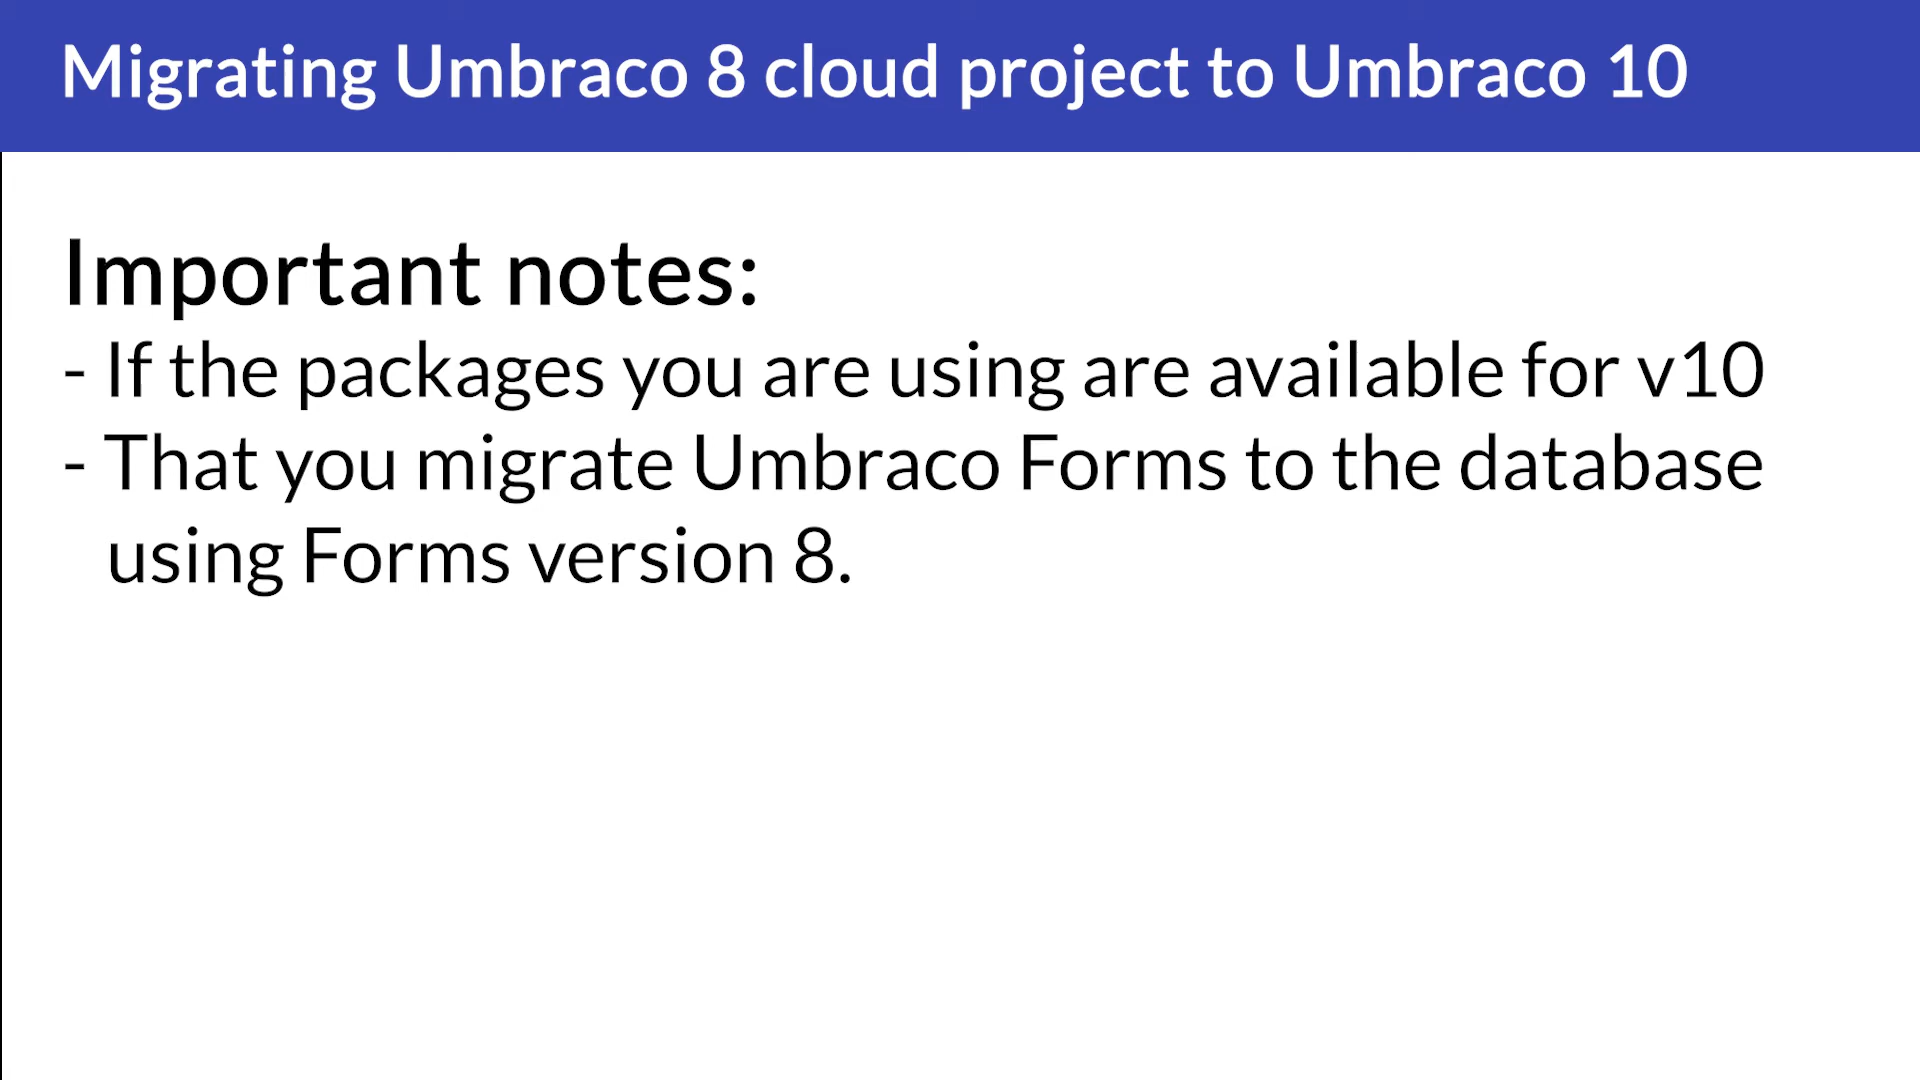 Migrating Umbraco 8 cloud project to Umbraco 10
Important notes:
- If the packages you are using are available for v10
- That you migrate Umbraco Forms to the database
using Forms version 8.